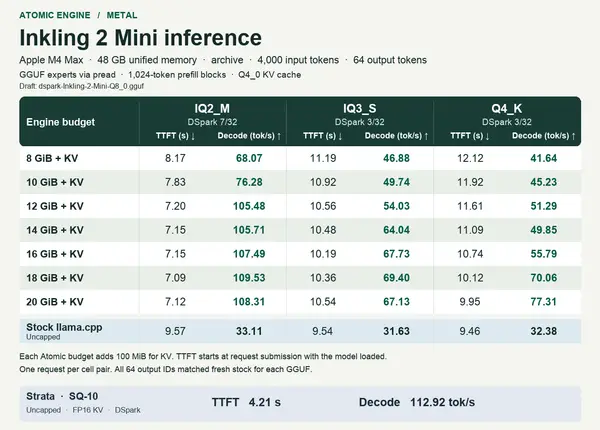 ATOMIC ENGINE / METAL
Inkling 2 Mini inference
Apple M4 Max · 48 GB unified memory · archive · 4,000 input tokens · 64 output tokens
GGUF experts via pread · 1,024-token prefill blocks · Q4_0 KV cache
Draft: dspark-Inkling-2-Mini-Q8_0.gguf
Engine budget IQ2_M IQ3_S Q4_K
DSpark 7/32 DSpark 3/32 DSpark 3/32
TTFT (s) ↓ Decode (tok/s) ↑ TTFT (s) ↓ Decode (tok/s) ↑ TTFT (s) ↓ Decode (tok/s) ↑
8 GiB + KV 8.17 68.07 11.19 46.88 12.12 41.64
10 GiB + KV 7.83 76.28 10.92 49.74 11.92 45.23
12 GiB + KV 7.20 105.48 10.56 54.03 11.61 51.29
14 GiB + KV 7.15 105.71 10.48 64.04 11.09 49.85
16 GiB + KV 7.15 107.49 10.19 67.73 10.74 55.79
18 GiB + KV 7.09 109.53 10.36 69.40 10.12 70.06
20 GiB + KV 7.12 108.31 10.54 67.13 9.95 77.31
Stock llama.cpp 9.57 33.11 9.54 31.63 9.46 32.38
Uncapped
Each Atomic budget adds 100 MiB for KV. TTFT starts at request submission with the model loaded.
One request per cell pair. All 64 output IDs matched fresh stock for each GGUF.
Strata · SQ-10 TTFT 4.21 s Decode 112.92 tok/s
Uncapped · FP16 KV · DSpark